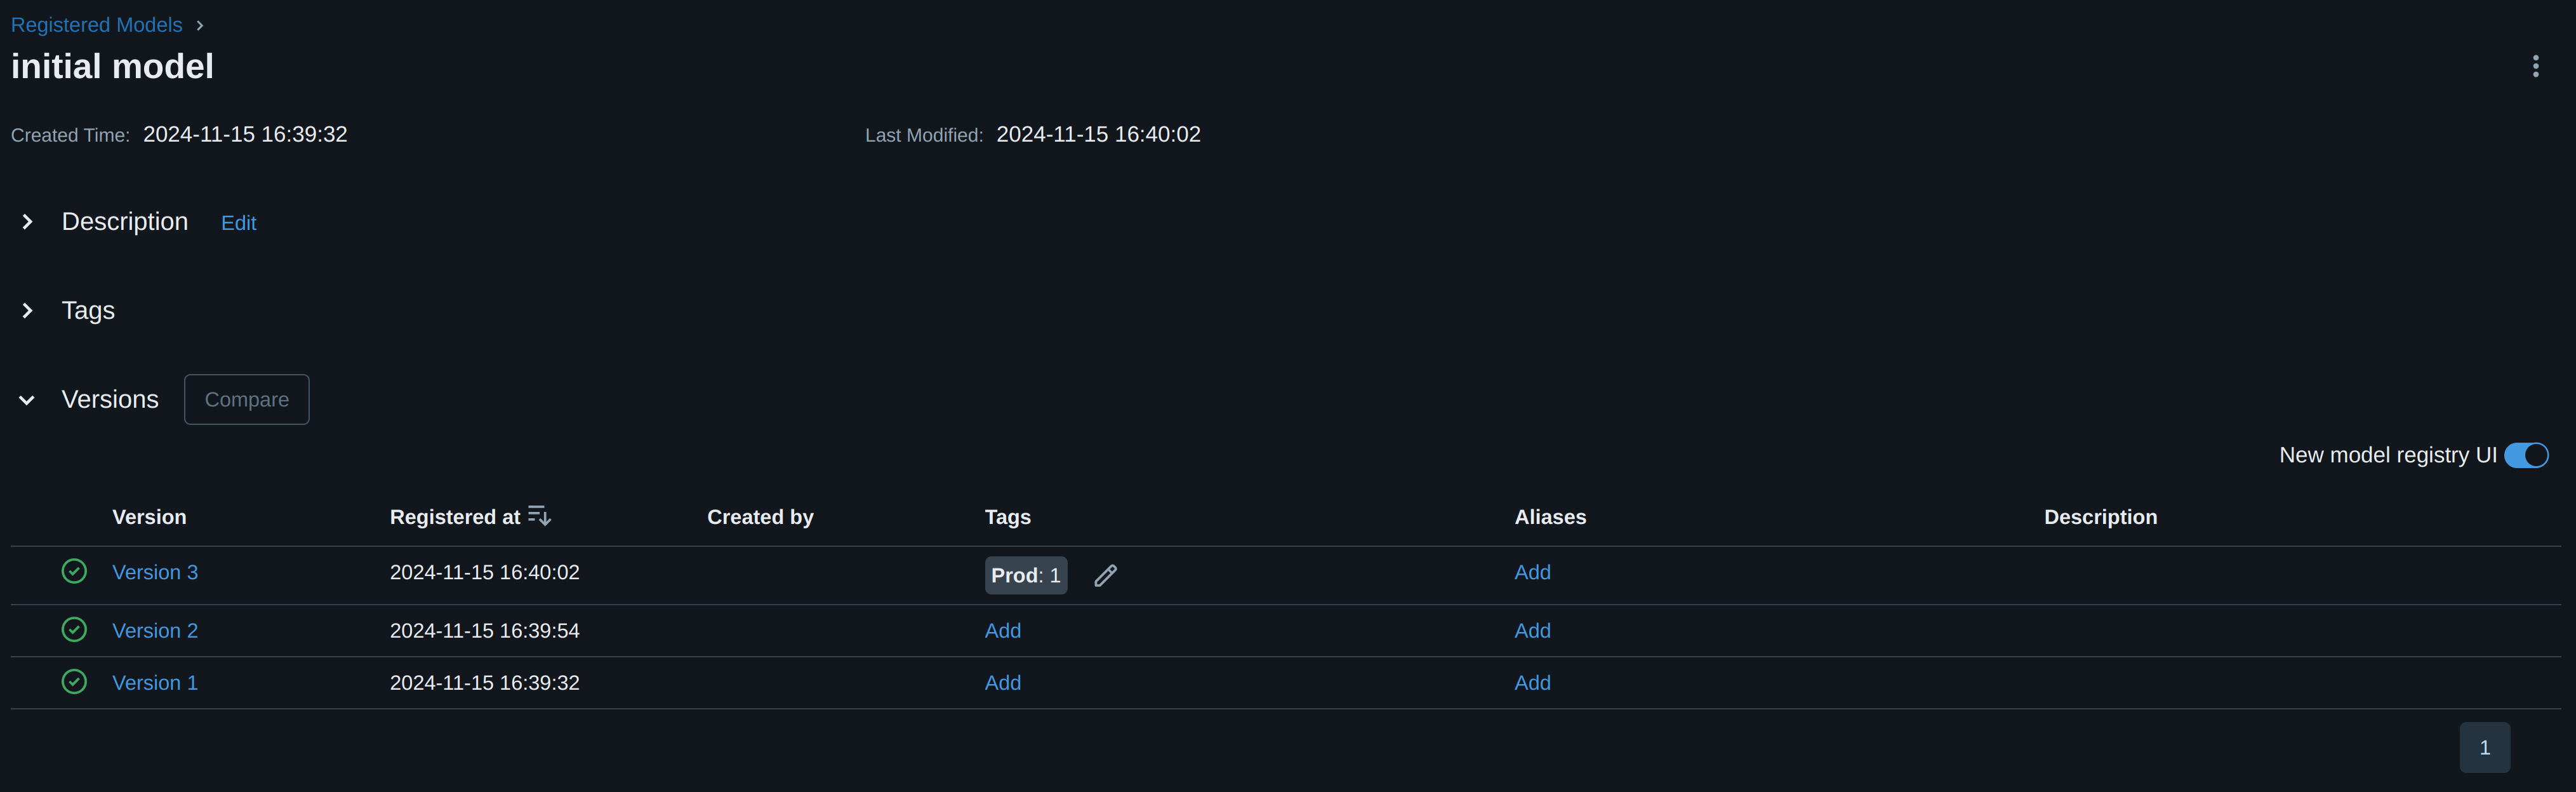 Registered Models
initial model
Created Time: 2024-11-15 16:39:32 Last Modified: 2024-11-15 16:40:02
Description Edit
Tags
Versions Compare
New model registry UI
Version Registered at Created by Tags Aliases Description
Version 3 2024-11-15 16:40:02 Prod: 1 Add
Version 2 2024-11-15 16:39:54 Add Add
Version 1 2024-11-15 16:39:32 Add Add
1